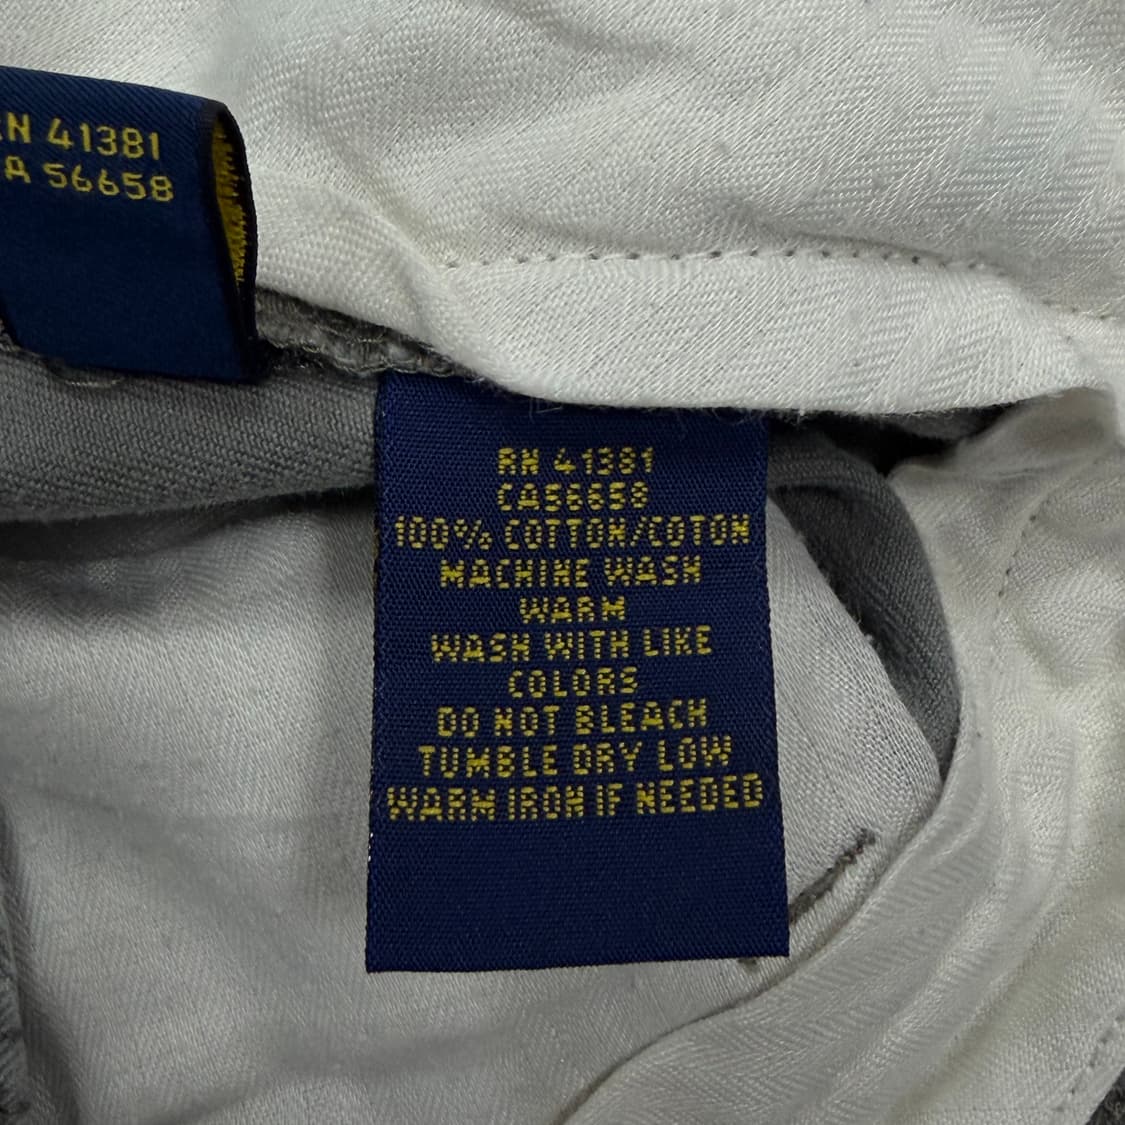 N 41381
A 56658
RN 41381
CA56658
100% COTTON/COTON
MACHINE WASH
WARM
WASH WITH LIKE
COLORS
DO NOT BLEACH
TUMBLE DRY LOW
WARM IRON IF NEEDED